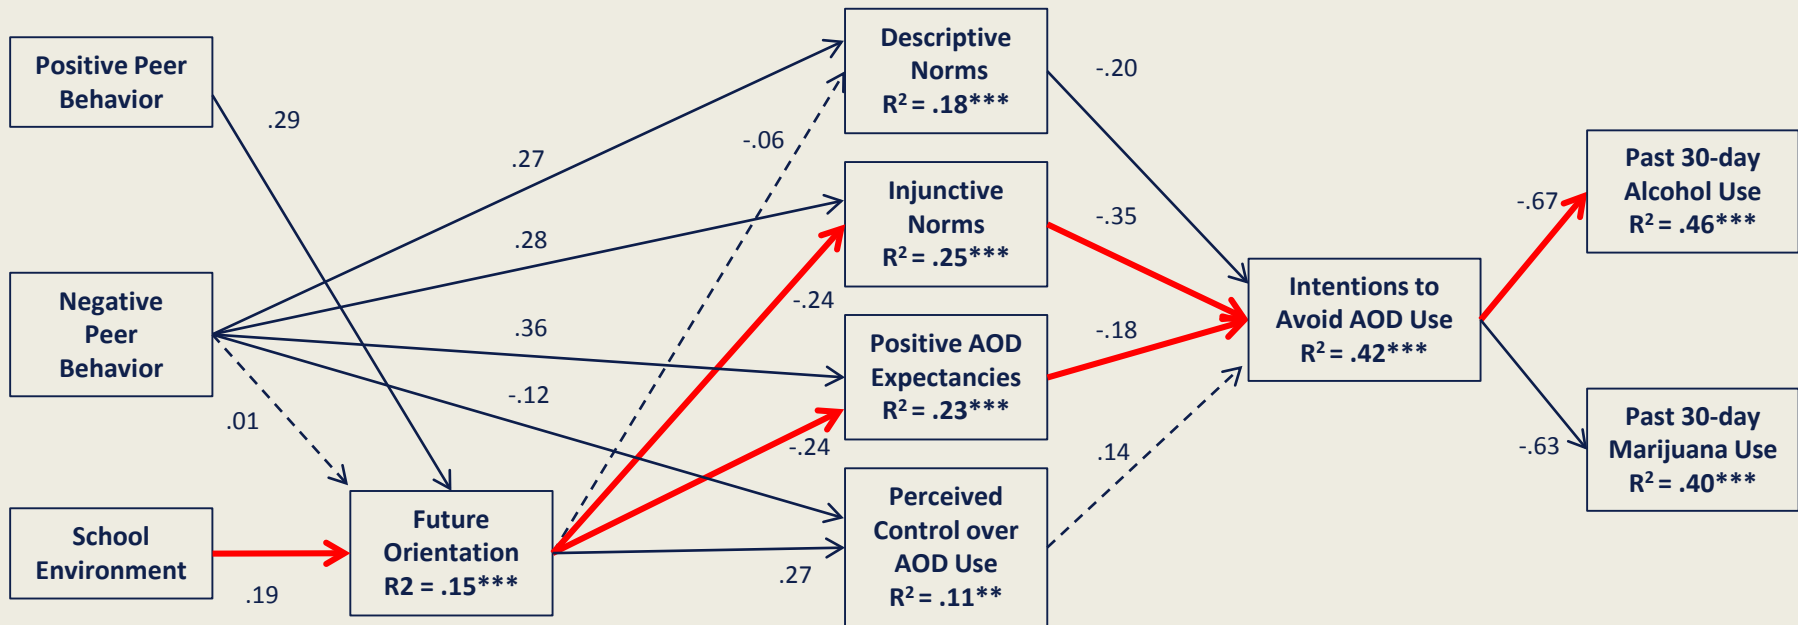 Positive Peer
Behavior
Negative
Peer
Behavior
School
Environment
.29
.27
.28
.36
-.12
.01
.19
Future
Orientation
R2 = .15***
-.06
-.24
-.24
.27
Descriptive
Norms
R² = .18***
Injunctive
Norms
R² = .25***
Positive AOD
Expectancies
R² = .23***
Perceived
Control over
AOD Use
R² = .11**
-.20
-.35
-.18
.14
Intentions to
Avoid AOD Use
R² = .42***
-.67
-.63
Past 30-day
Alcohol Use
R² = .46***
Past 30-day
Marijuana Use
R² = .40***